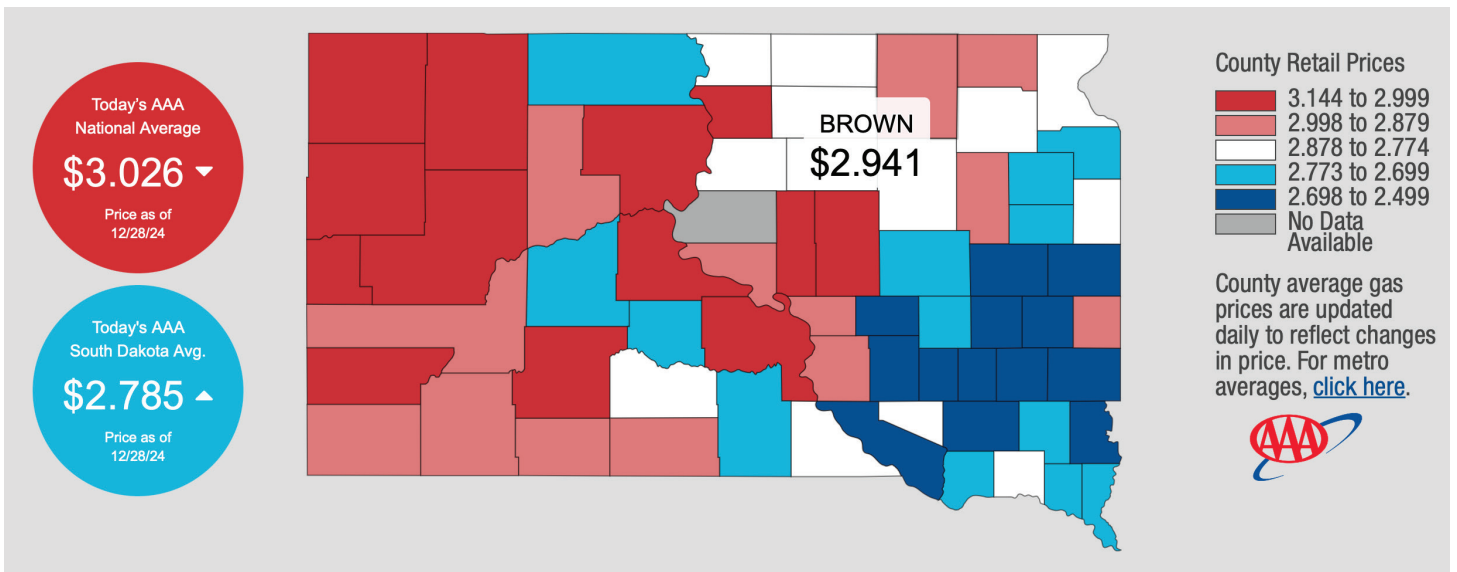 Today's AAA
National Average
$3.026
Price as of
12/28/24
Today's AAA
South Dakota Avg.
$2.785
Price as of
12/28/24
BROWN
$2.941
County Retail Prices
3.144 to 2.999
2.998 to 2.879
2.878 to 2.774
2.773 to 2.699
2.698 to 2.499
No Data
Available
County average gas
prices are updated
daily to reflect changes
in price. For metro
averages, click here.
AAA